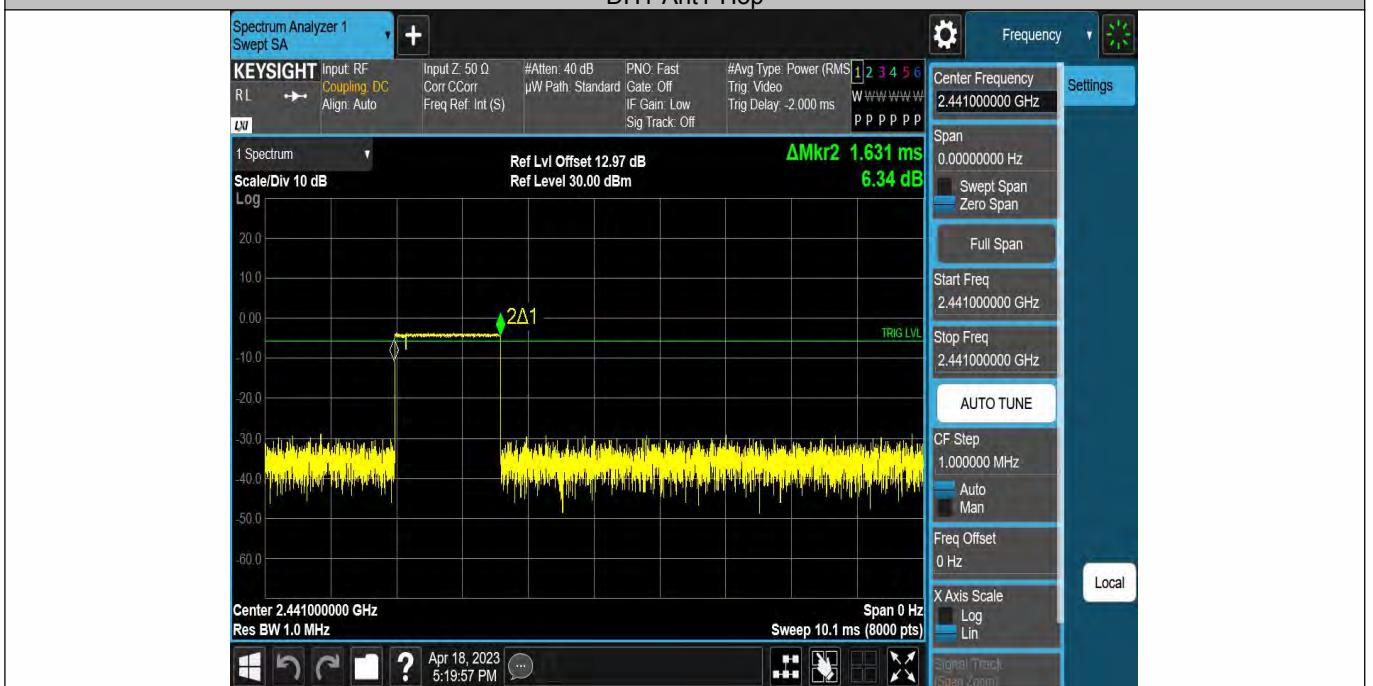 Spectrum Analyzer 1
Swept SA
+
Frequency
KEYSIGHT
RL
LXI
Input: RF
Coupling: DC
Align: Auto
Input Z: 50 Ω
Corr CCorr
Freq Ref: Int (S)
#Atten: 40 dB
µW Path: Standard
PNO: Fast
Gate: Off
IF Gain: Low
Sig Track: Off
#Avg Type: Power (RMS
Trig: Video
Trig Delay: -2.000 ms
1 2 3 4 5 6
W W W W W W
P P P P P P
Center Frequency
2.441000000 GHz
Settings
Span
0.00000000 Hz
Swept Span
Zero Span
Full Span
Start Freq
2.441000000 GHz
Stop Freq
2.441000000 GHz
AUTO TUNE
CF Step
1.000000 MHz
Auto
Man
Freq Offset
0 Hz
X Axis Scale
Log
Lin
Signal Track
(Span Zoom)
Local
1 Spectrum
Scale/Div 10 dB
Log
Ref Lvl Offset 12.97 dB
Ref Level 30.00 dBm
ΔMkr2 1.631 ms
6.34 dB
20.0
10.0
0.00
-10.0
-20.0
-30.0
-40.0
-50.0
-60.0
2Δ1
TRIG LVL
Center 2.441000000 GHz
Res BW 1.0 MHz
Span 0 Hz
Sweep 10.1 ms (8000 pts)
?
Apr 18, 2023
5:19:57 PM